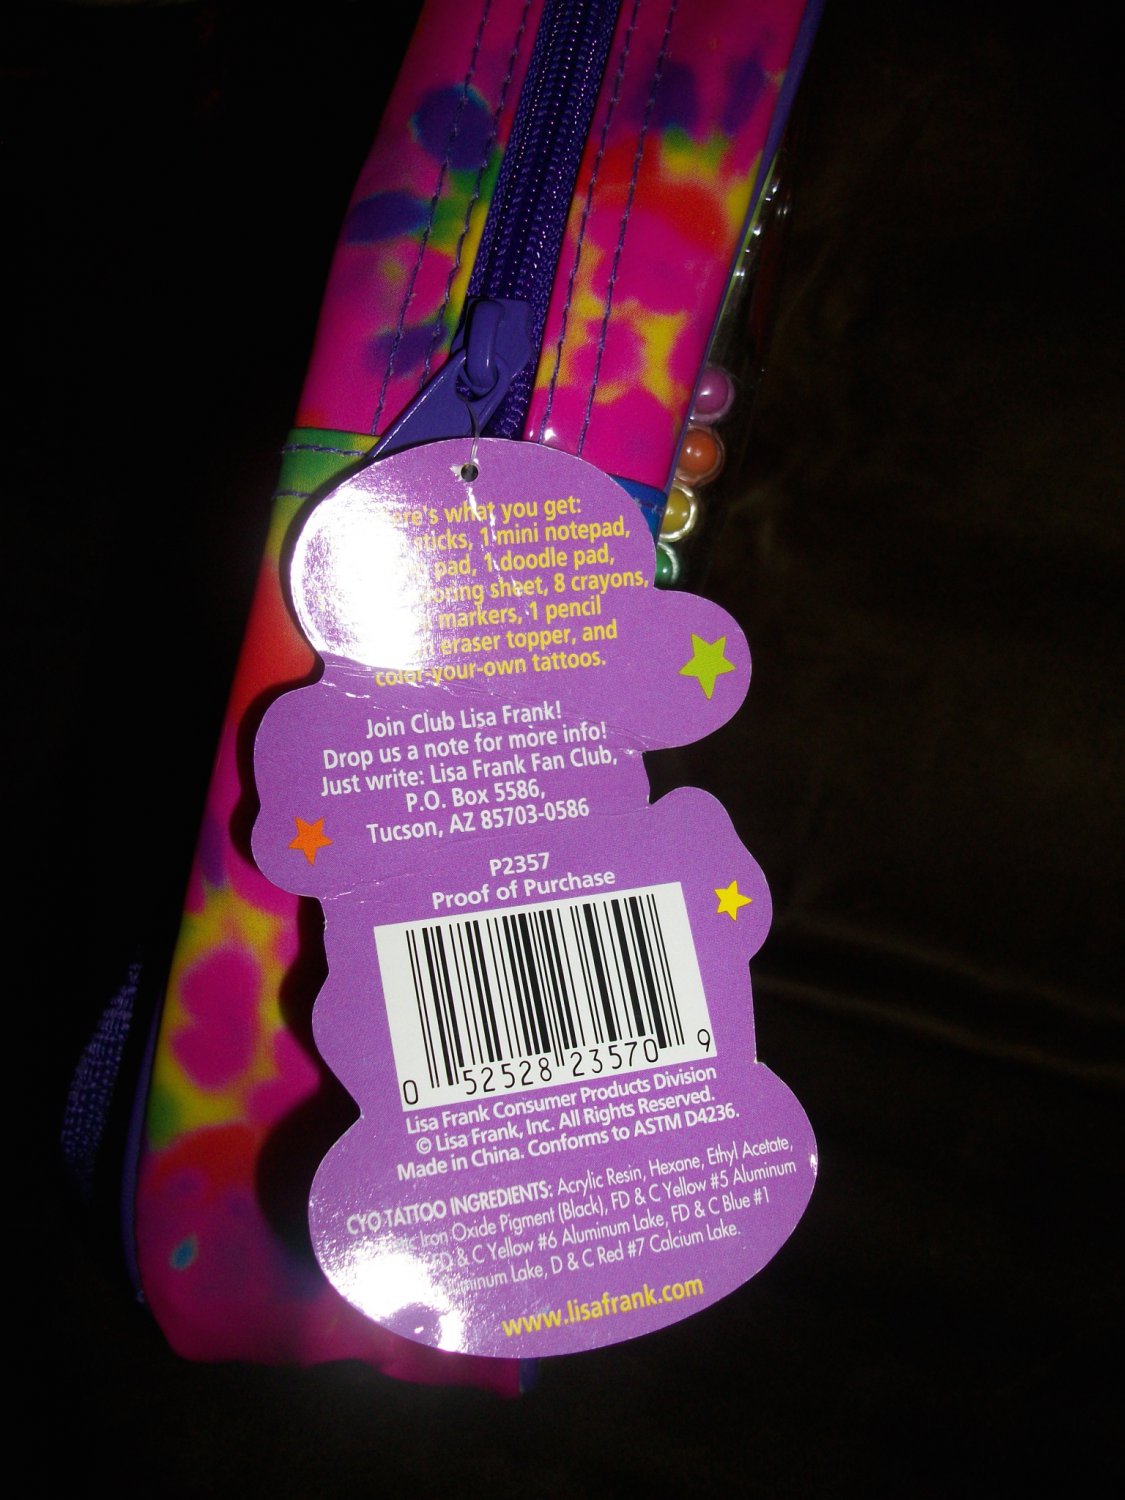 what you get:
1 mini notepad,
pad, 1 doodle pad,
sheet, 8 crayons,
markers, 1 pencil
eraser topper, and
color-your-own tattoos.
Join Club Lisa Frank!
Drop us a note for more info!
Just write: Lisa Frank Fan Club,
P.O. Box 5586,
Tucson, AZ 85703-0586
P2357
Proof of Purchase
0 52528 23570 9
Lisa Frank Consumer Products Division
© Lisa Frank, Inc. All Rights Reserved.
Made in China. Conforms to ASTM D4236.
CYO TATTOO INGREDIENTS: Acrylic Resin, Hexane, Ethyl Acetate,
Iron Oxide Pigment (Black), FD & C Yellow #5 Aluminum
FD & C Yellow #6 Aluminum Lake, FD & C Blue #1
Aluminum Lake, D & C Red #7 Calcium Lake.
www.lisafrank.com